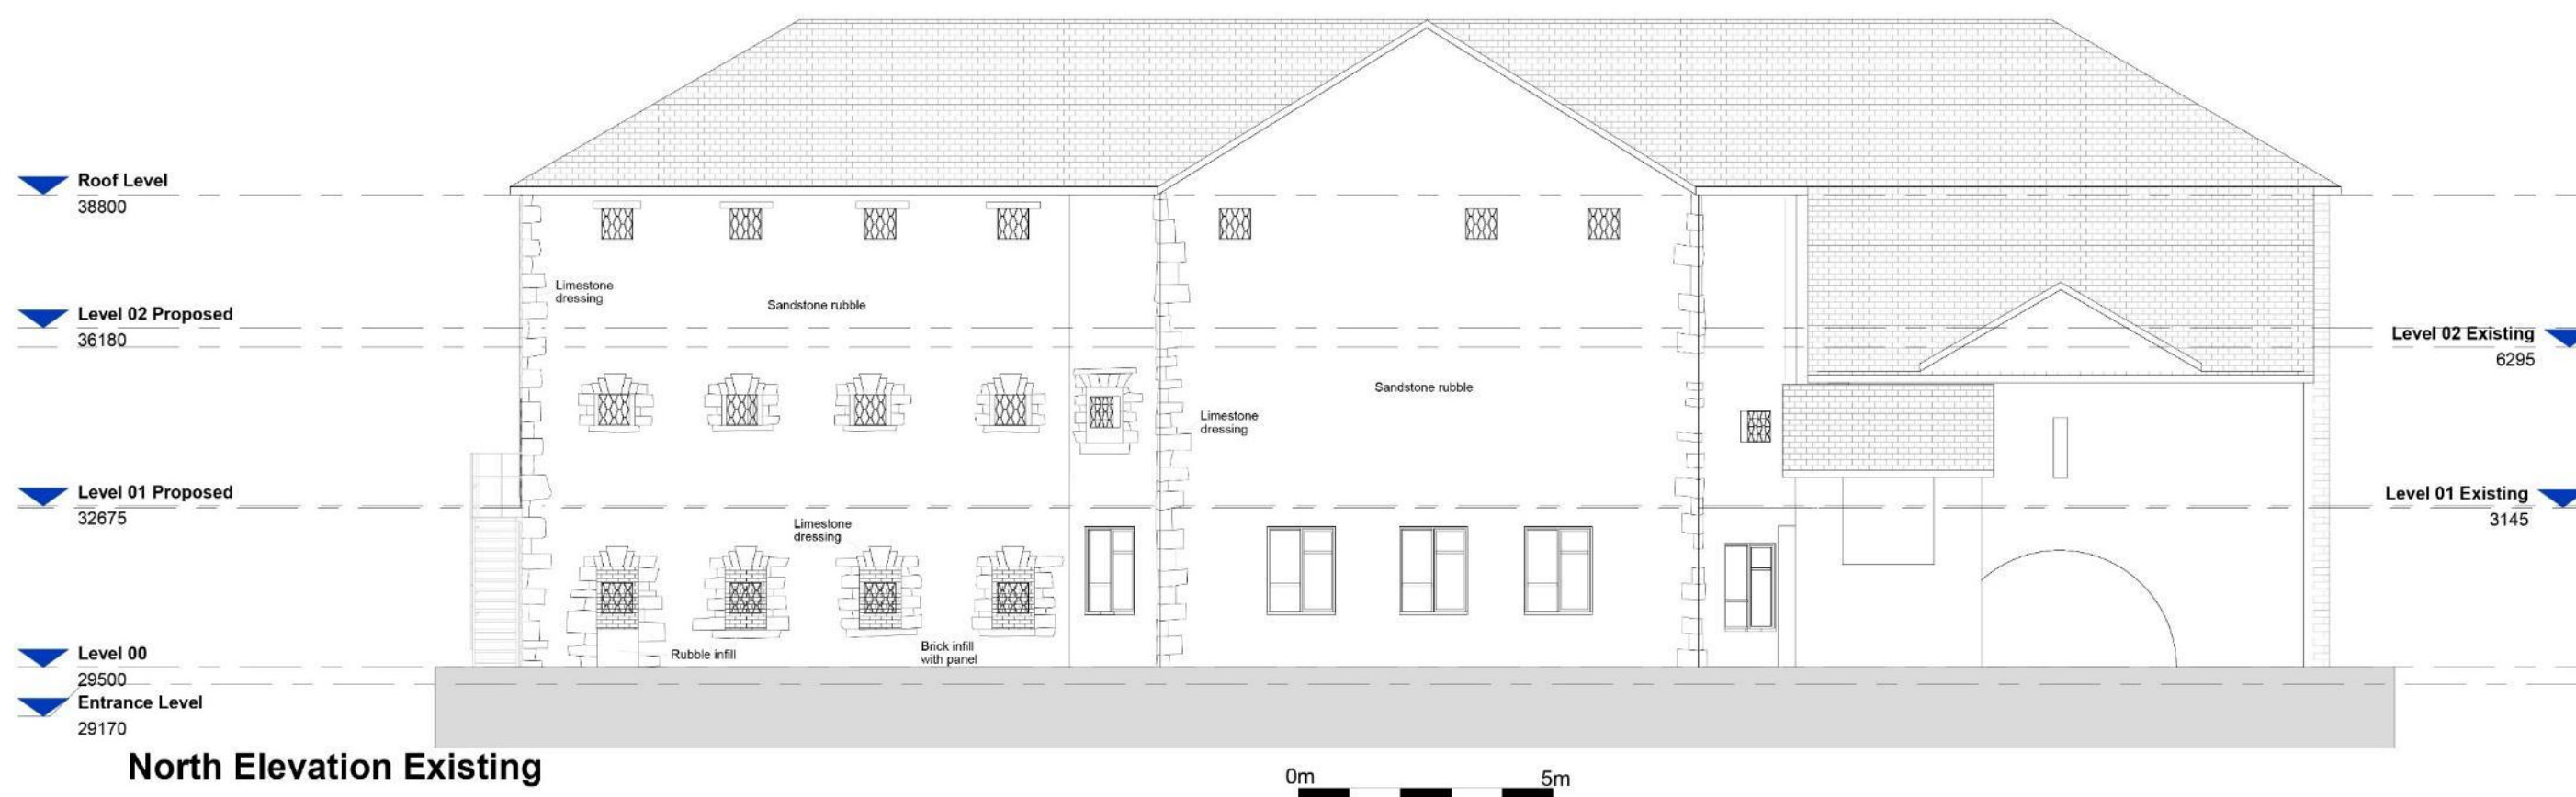 Roof Level
38800
Limestone
dressing
Sandstone rubble
Level 02 Proposed
36180
Level 02 Existing
6295
Sandstone rubble
Limestone
dressing
Level 01 Proposed
32675
Level 01 Existing
3145
Limestone
dressing
Rubble infill
Brick infill
with panel
Level 00
29500
Entrance Level
29170
North Elevation Existing
0m 5m